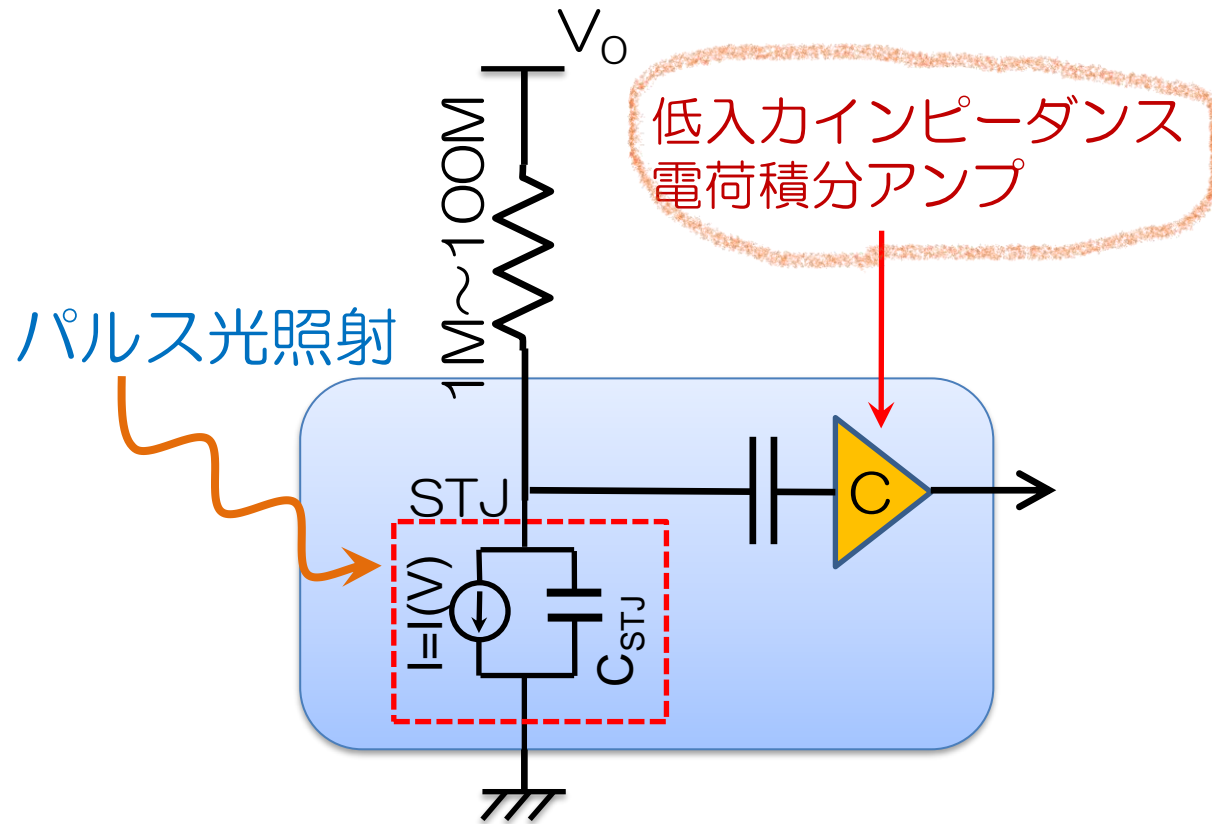 V₀
1M~100M
低入力インピーダンス
電荷積分アンプ
パルス光照射
STJ
I=I(V)
C_STJ
C